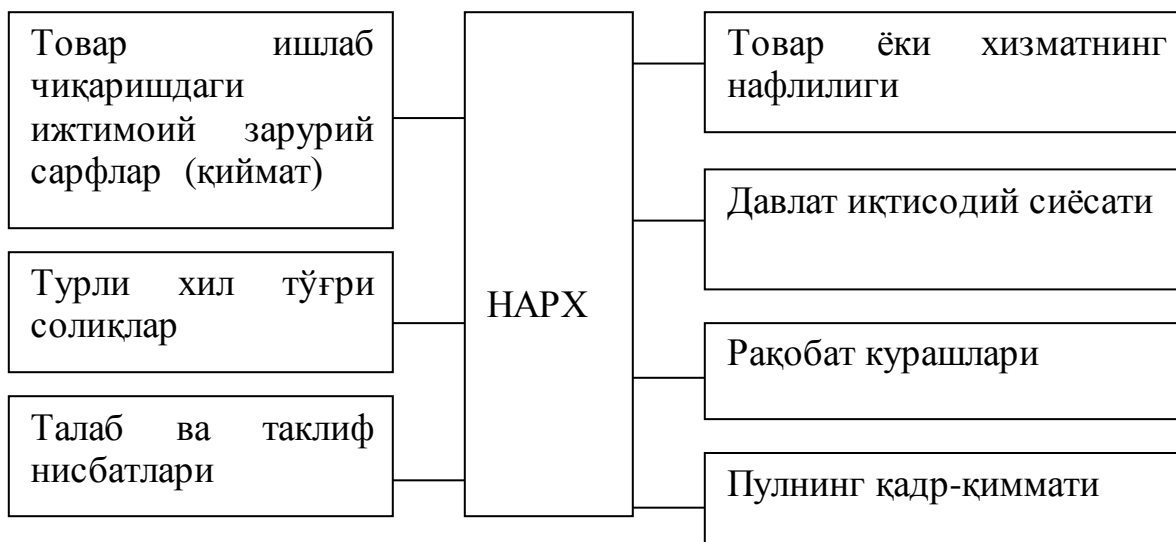 Товар ишлаб
чиқаришдаги
ижтимоий зарурий
сарфлар (қиймат)
Турли хил тўғри
солиқлар
Талаб ва таклиф
нисбатлари
НАРХ
Товар ёки хизматнинг
нафлилиги
Давлат иқтисодий сиёсати
Рақобат курашлари
Пулнинг қадр-қиммати